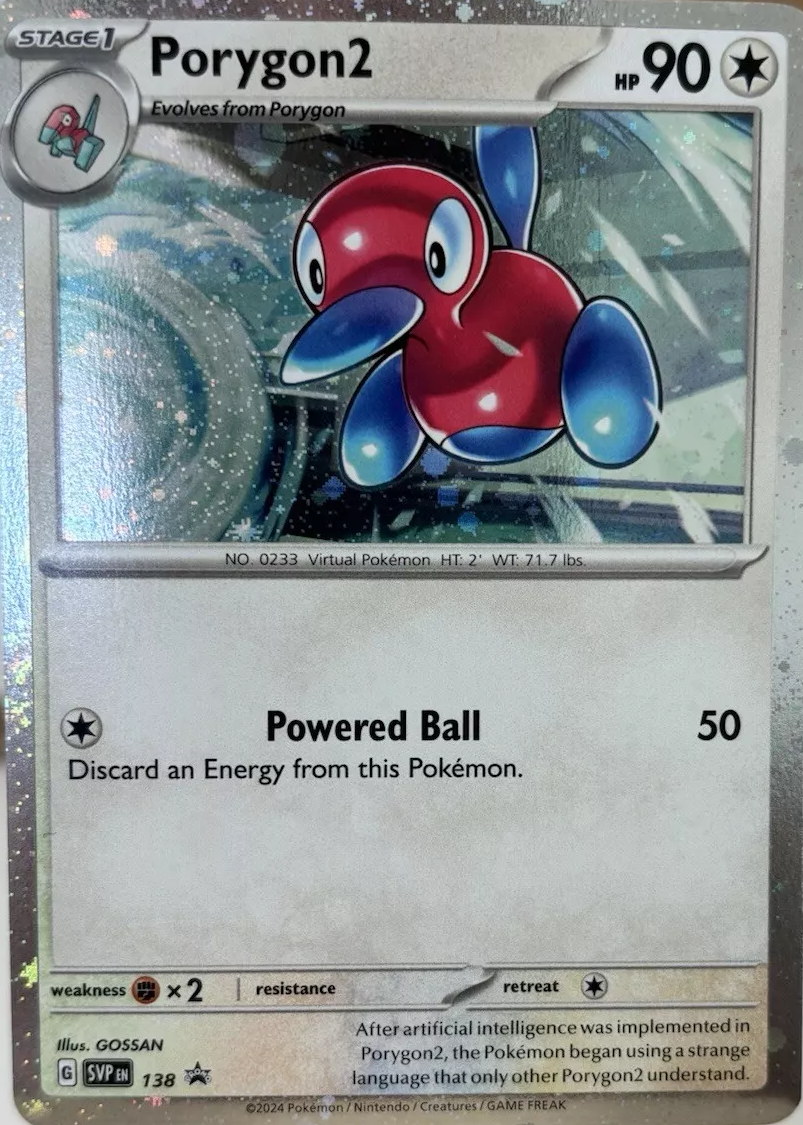 STAGE1
Porygon2
HP 90
Evolves from Porygon
NO. 0233 Virtual Pokémon HT: 2' WT: 71.7 lbs.
Powered Ball 50
Discard an Energy from this Pokémon.
weakness ×2 resistance retreat
After artificial intelligence was implemented in
Porygon2, the Pokémon began using a strange
language that only other Porygon2 understand.
Illus. GOSSAN
G SVP EN 138 PROMO
©2024 Pokémon / Nintendo / Creatures / GAME FREAK